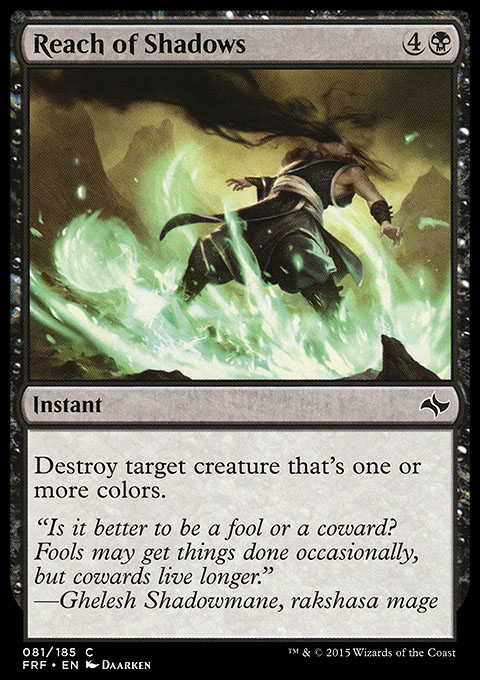 Reach of Shadows 4
Instant
Destroy target creature that's one or
more colors.
"Is it better to be a fool or a coward?
Fools may get things done occasionally,
but cowards live longer."
—Ghelesh Shadowmane, rakshasa mage
081/185 C
FRF • EN Daarken
™ & © 2015 Wizards of the Coast